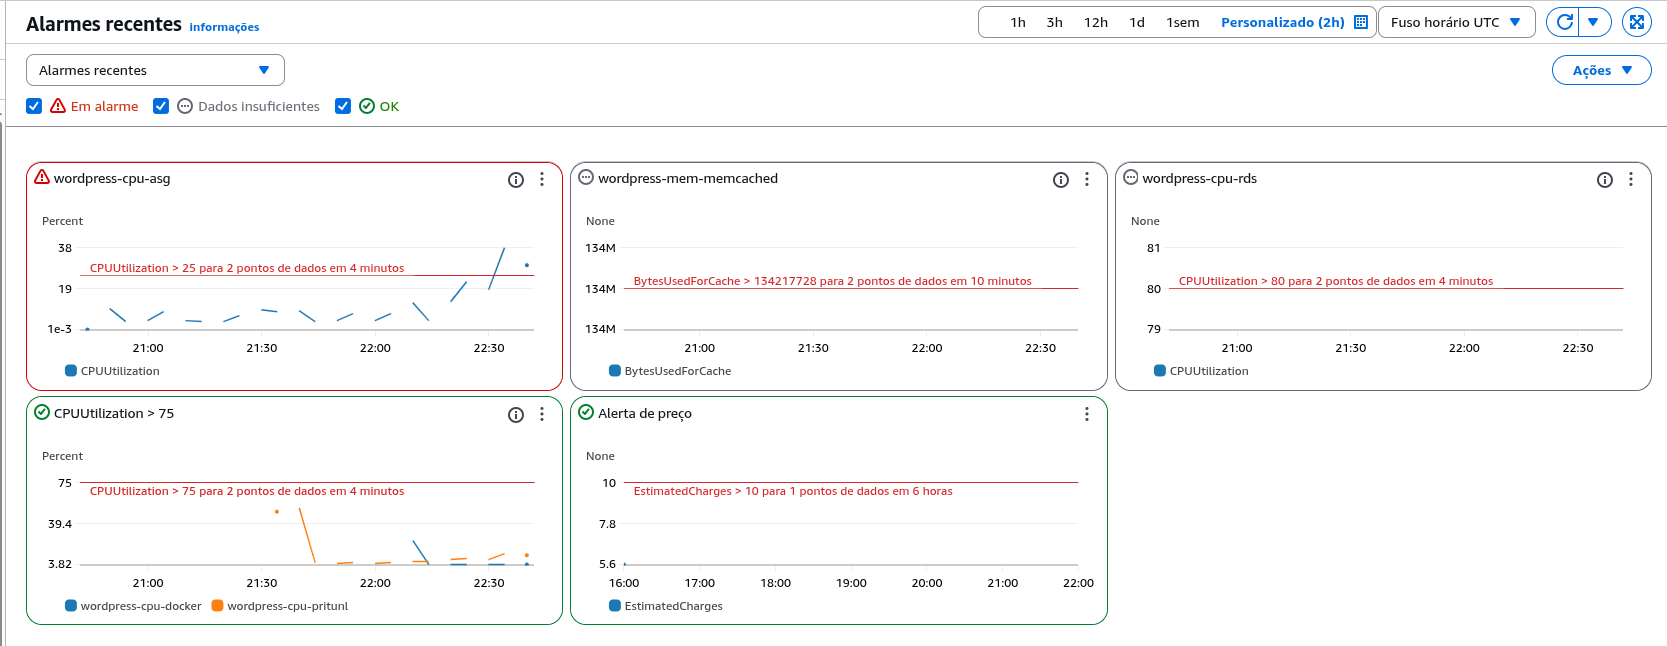 Alarmes recentes informações
1h 3h 12h 1d 1sem Personalizado (2h) Fuso horário UTC
Alarmes recentes
Ações
Em alarme Dados insuficientes OK
wordpress-cpu-asg
Percent
38
CPUUtilization > 25 para 2 pontos de dados em 4 minutos
19
1e-3
21:00 21:30 22:00 22:30
CPUUtilization
wordpress-mem-memcached
None
134M
BytesUsedForCache > 134217728 para 2 pontos de dados em 10 minutos
134M
134M
21:00 21:30 22:00 22:30
BytesUsedForCache
wordpress-cpu-rds
None
81
CPUUtilization > 80 para 2 pontos de dados em 4 minutos
80
79
21:00 21:30 22:00 22:30
CPUUtilization
CPUUtilization > 75
Percent
75
CPUUtilization > 75 para 2 pontos de dados em 4 minutos
39.4
3.82
21:00 21:30 22:00 22:30
wordpress-cpu-docker wordpress-cpu-pritunl
Alerta de preço
None
10
EstimatedCharges > 10 para 1 pontos de dados em 6 horas
7.8
5.6
16:00 17:00 18:00 19:00 20:00 21:00 22:00
EstimatedCharges